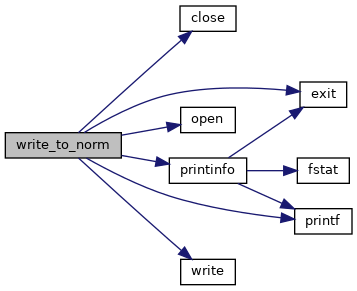 close
exit
open
write_to_norm
printinfo
fstat
printf
write